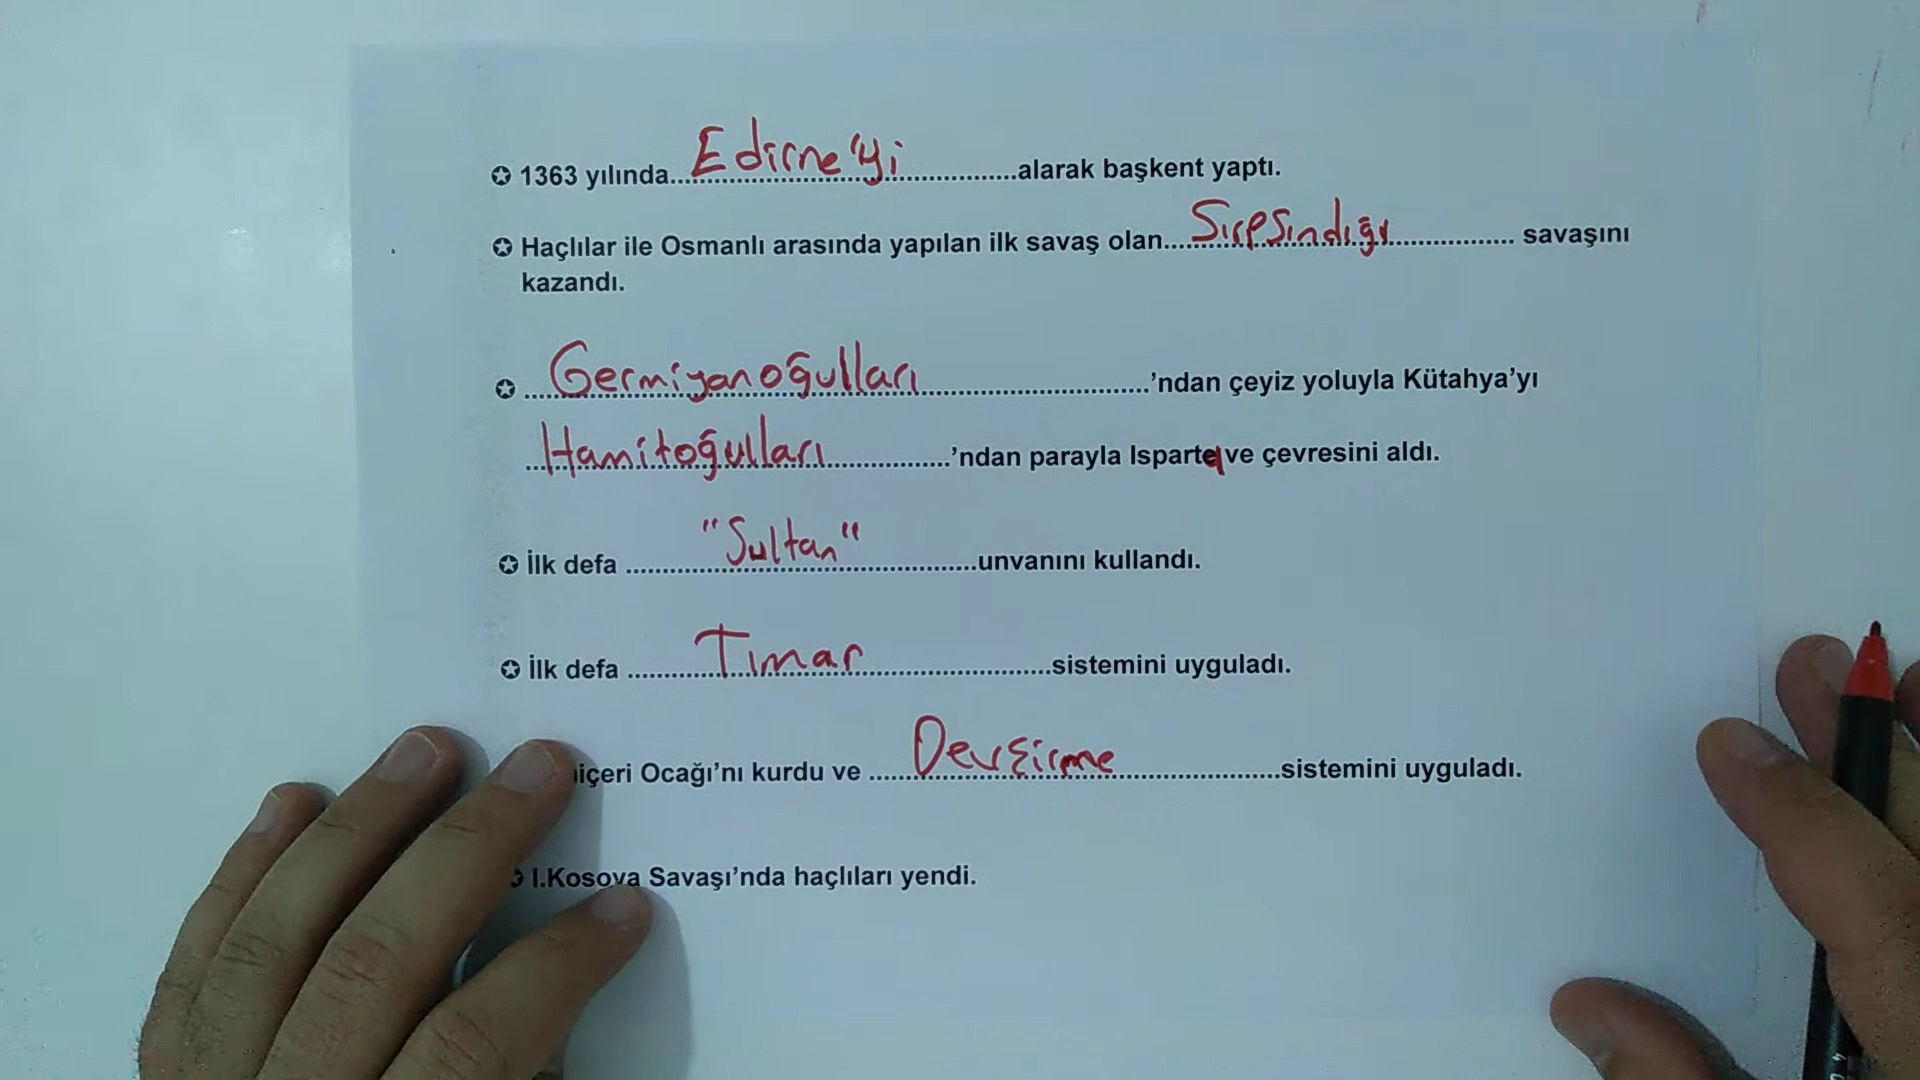 ✪ 1363 yılında..Edirne'yi..alarak başkent yaptı.
✪ Haçlılar ile Osmanlı arasında yapılan ilk savaş olan..Sırpsındığı.. savaşını
kazandı.
✪ ..Germiyanoğulları..'ndan çeyiz yoluyla Kütahya'yı
..Hamitoğulları..'ndan parayla Isparta ve çevresini aldı.
✪ İlk defa .."Sultan"..unvanını kullandı.
✪ İlk defa ..Tımar..sistemini uyguladı.
içeri Ocağı'nı kurdu ve ..Devşirme..sistemini uyguladı.
✪ I.Kosova Savaşı'nda haçlıları yendi.